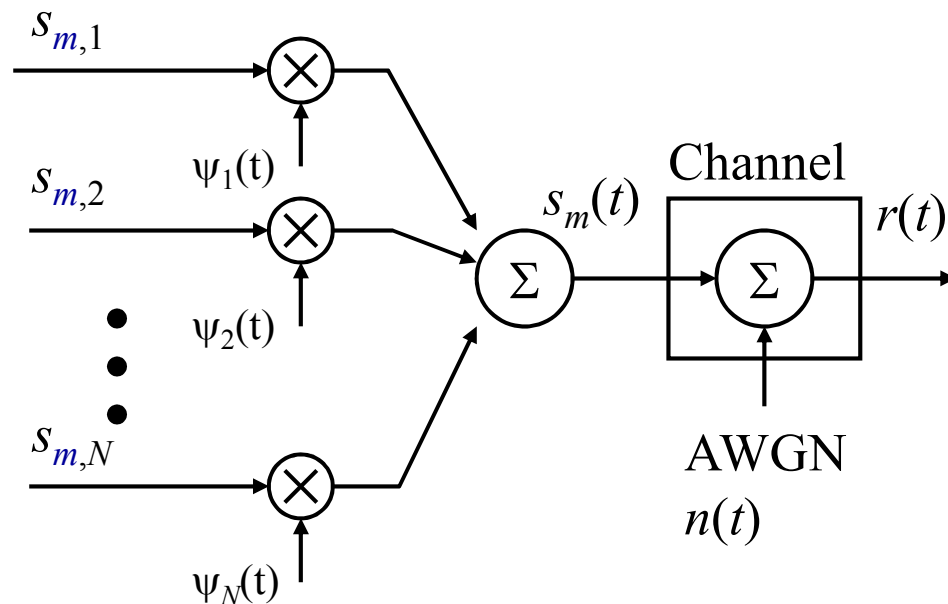 s_{m,1}
ψ_1(t)
s_{m,2}
ψ_2(t)
s_{m,N}
ψ_N(t)
Σ
s_m(t)
Channel
Σ
r(t)
AWGN
n(t)